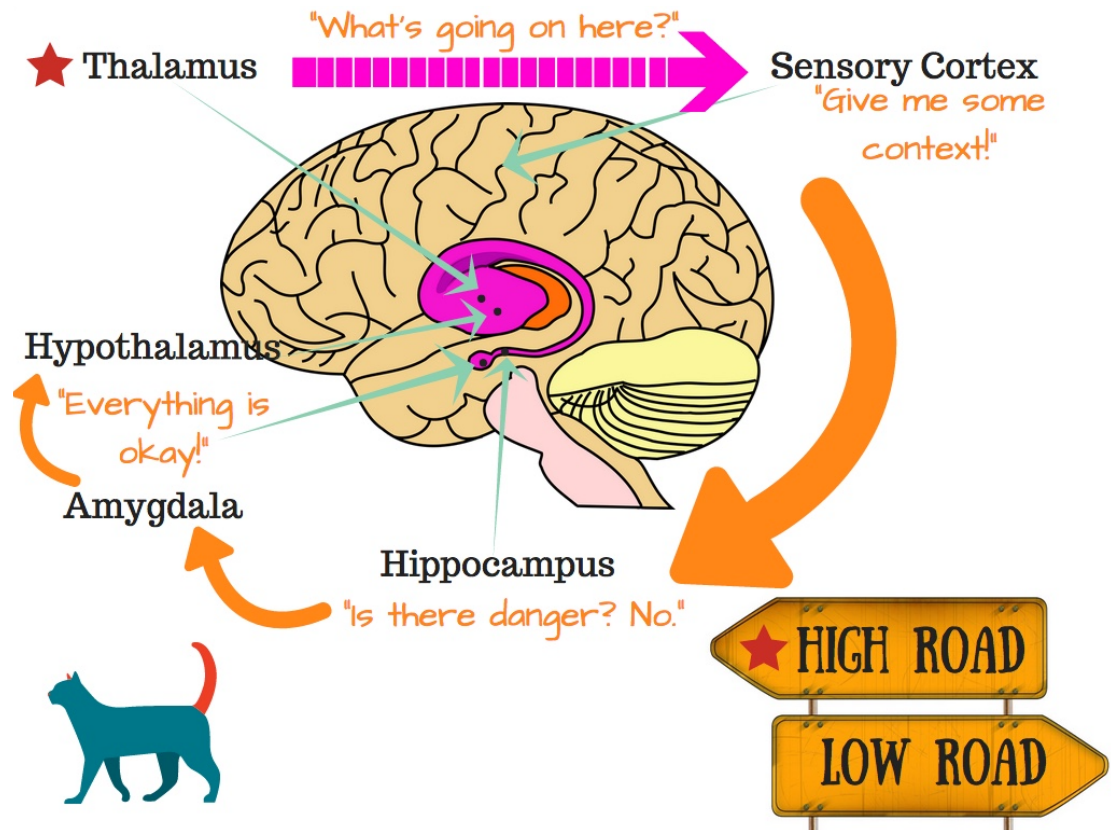 "What's going on here?"
Thalamus
Sensory Cortex
"Give me some
context!"
Hypothalamus
"Everything is
okay!"
Amygdala
Hippocampus
"Is there danger? No."
HIGH ROAD
LOW ROAD